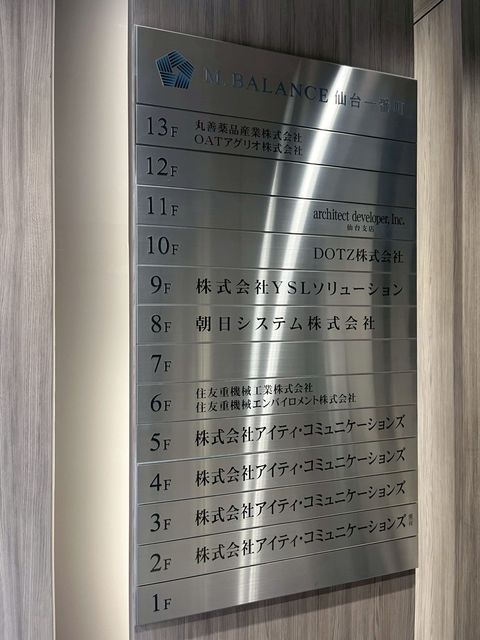 M. BALANCE 仙台一番町
13F 丸善薬品産業株式会社
OATアグリオ株式会社
12F
11F architect developer, Inc.
仙台支店
10F DOTZ株式会社
9F 株式会社YSLソリューション
8F 朝日システム株式会社
7F
6F 住友重機械工業株式会社
住友重機械エンバイロメント株式会社
5F 株式会社アイティ・コミュニケーションズ
4F 株式会社アイティ・コミュニケーションズ
3F 株式会社アイティ・コミュニケーションズ
2F 株式会社アイティ・コミュニケーションズ
1F